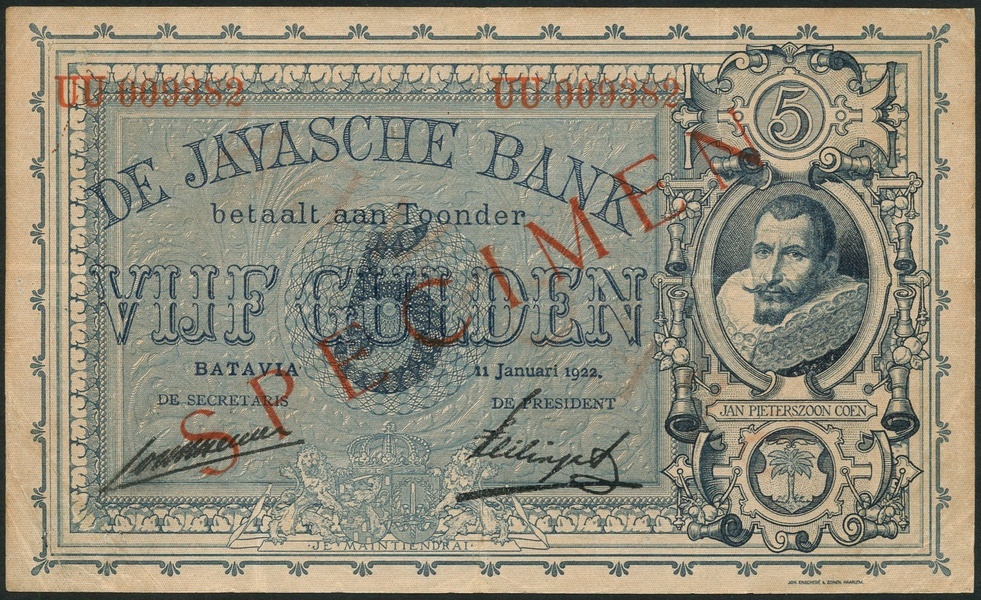 UU 009382
UU 009382
5
DE JAVASCHE BANK
betaalt aan Toonder
VIJF GULDEN
SPECIMEN
BATAVIA
11 Januari 1922.
DE SECRETARIS
DE PRESIDENT
JAN PIETERSZOON COEN
·JE MAINTIENDRAI·
JOH. ENSCHEDÉ & ZONEN. HAARLEM.